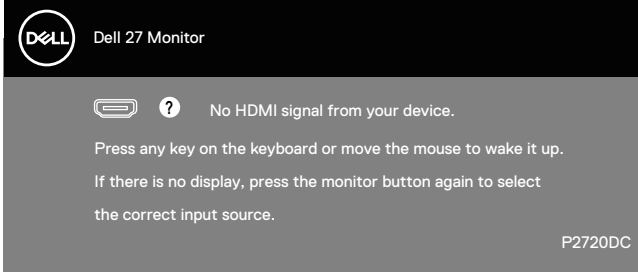 DELL
Dell 27 Monitor
? No HDMI signal from your device.
Press any key on the keyboard or move the mouse to wake it up.
If there is no display, press the monitor button again to select
the correct input source.
P2720DC